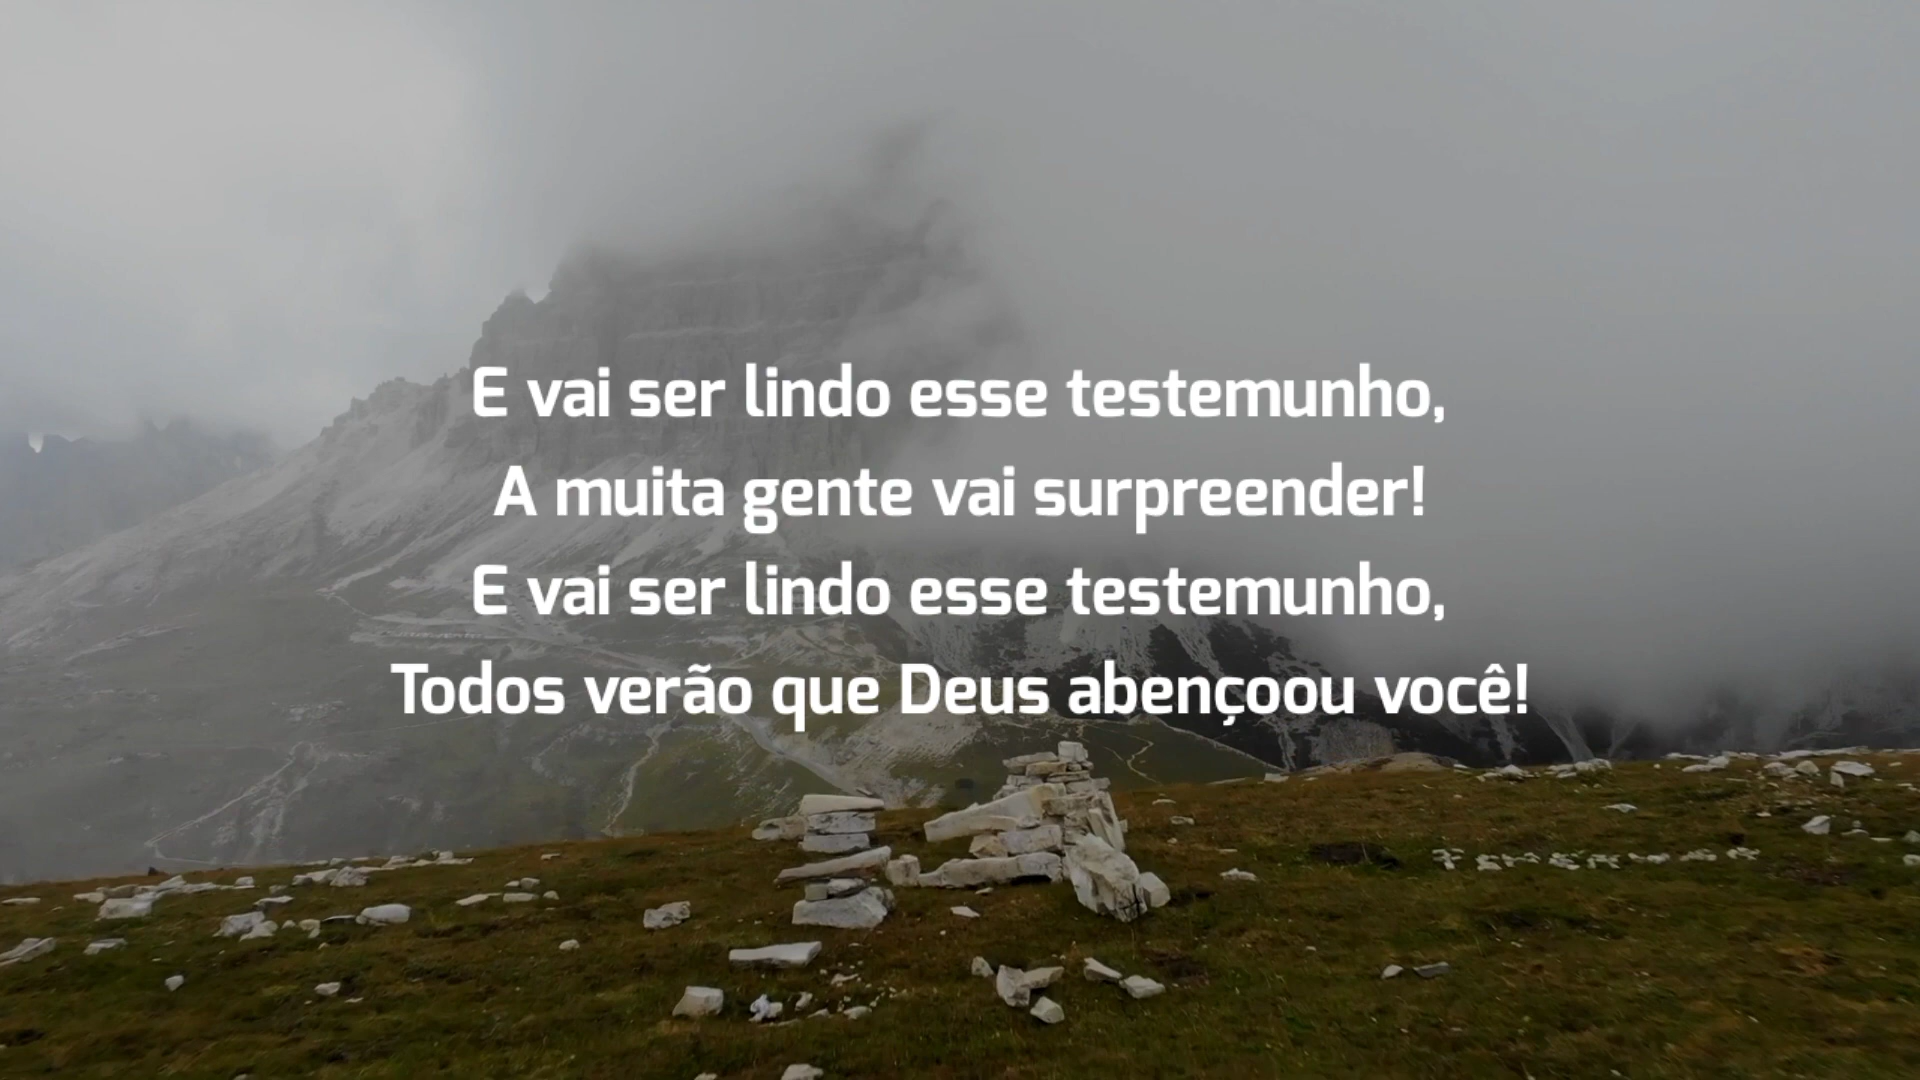 E vai ser lindo esse testemunho,
A muita gente vai surpreender!
E vai ser lindo esse testemunho,
Todos verão que Deus abençoou você!